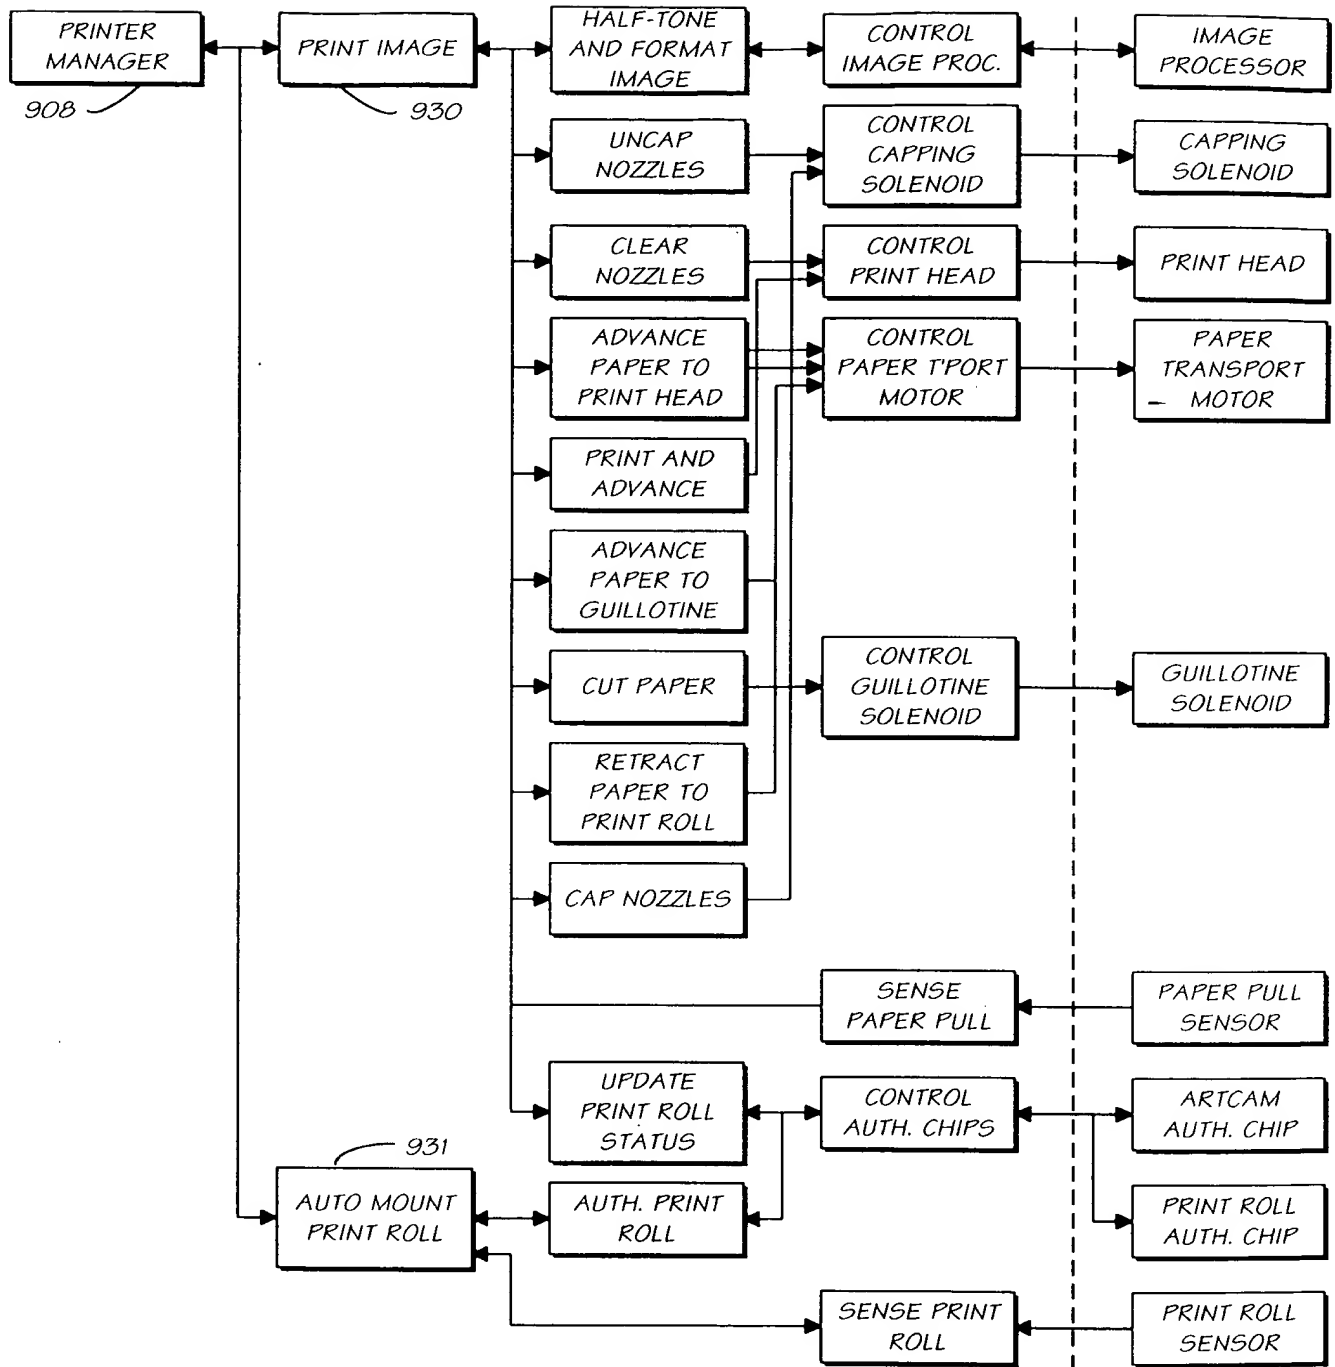 PRINTER
MANAGER
908
PRINT IMAGE
930
HALF-TONE
AND FORMAT
IMAGE
CONTROL
IMAGE PROC.
IMAGE
PROCESSOR
UNCAP
NOZZLES
CONTROL
CAPPING
SOLENOID
CAPPING
SOLENOID
CLEAR
NOZZLES
CONTROL
PRINT HEAD
PRINT HEAD
ADVANCE
PAPER TO
PRINT HEAD
CONTROL
PAPER T'PORT
MOTOR
PAPER
TRANSPORT
MOTOR
PRINT AND
ADVANCE
ADVANCE
PAPER TO
GUILLOTINE
CUT PAPER
CONTROL
GUILLOTINE
SOLENOID
GUILLOTINE
SOLENOID
RETRACT
PAPER TO
PRINT ROLL
CAP NOZZLES
SENSE
PAPER PULL
PAPER PULL
SENSOR
UPDATE
PRINT ROLL
STATUS
CONTROL
AUTH. CHIPS
ARTCAM
AUTH. CHIP
931
AUTO MOUNT
PRINT ROLL
AUTH. PRINT
ROLL
PRINT ROLL
AUTH. CHIP
SENSE PRINT
ROLL
PRINT ROLL
SENSOR